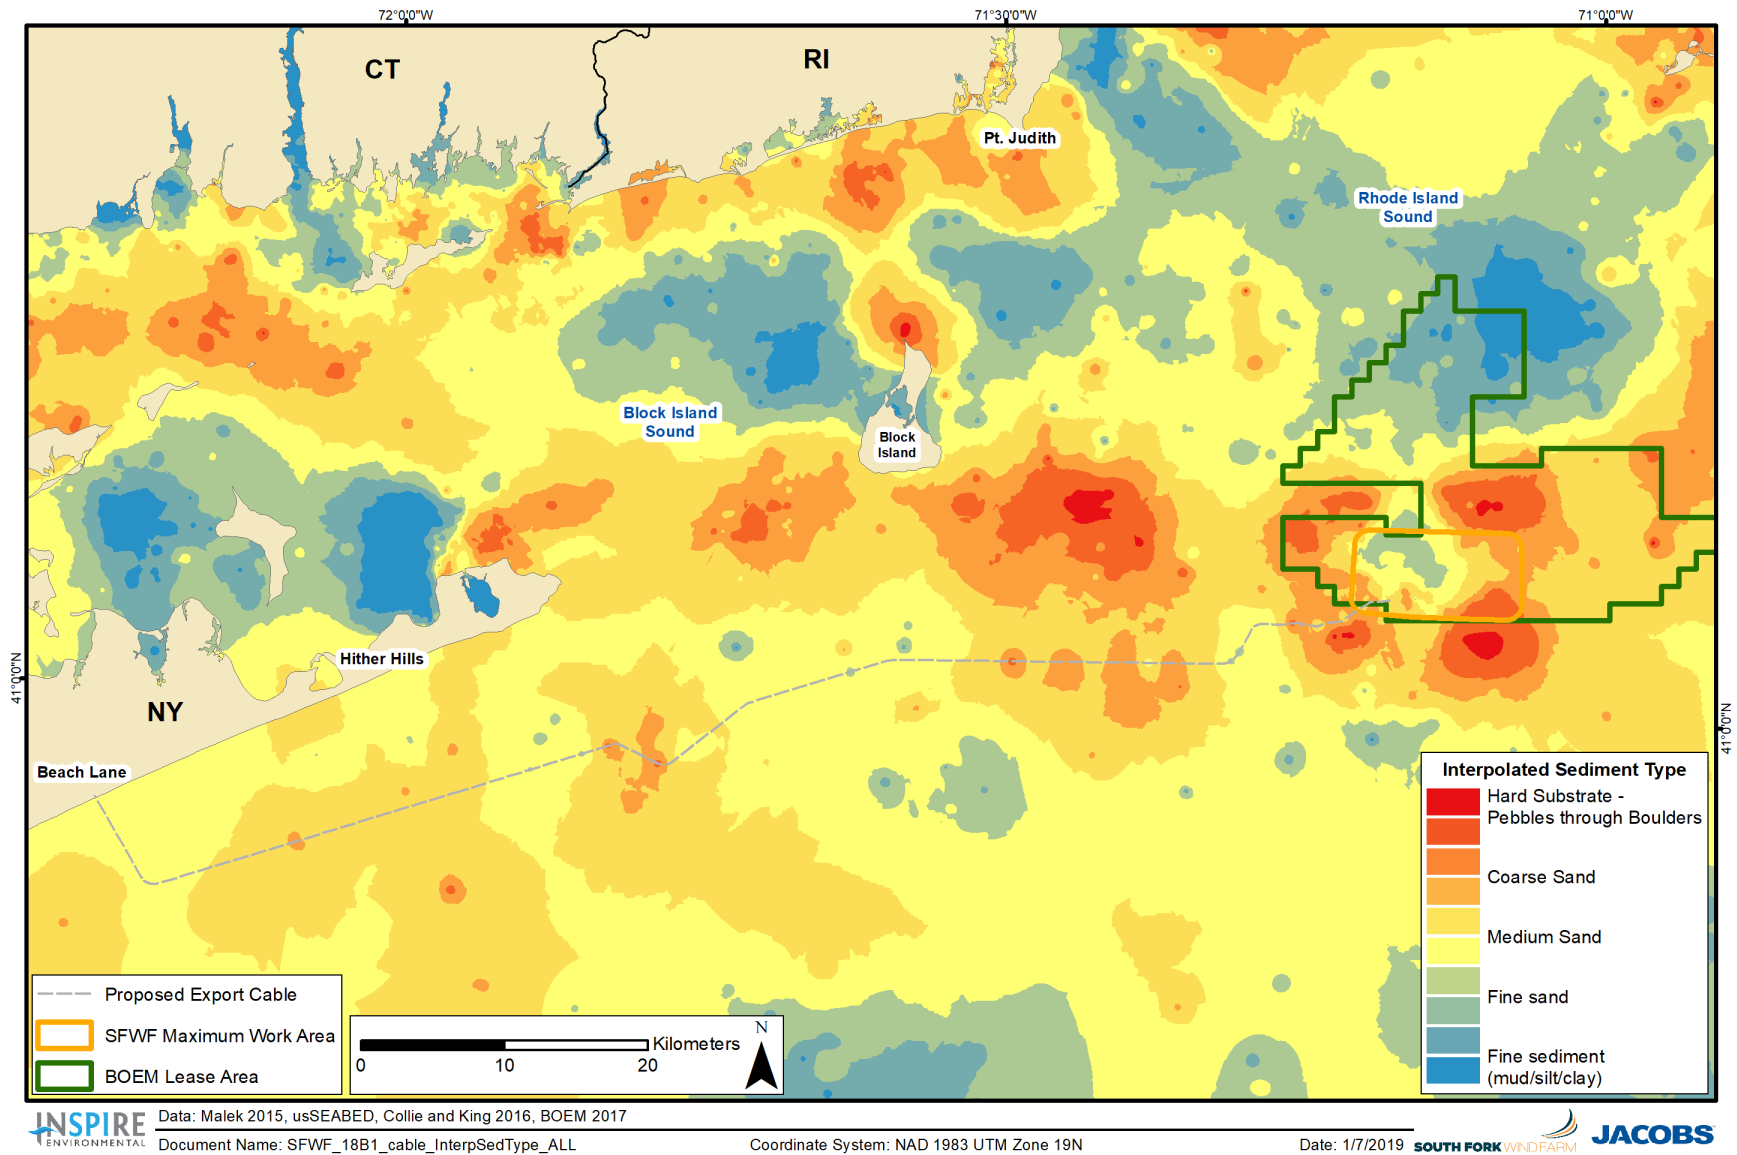 72°0'0"W
71°30'0"W
71°0'0"W
CT
RI
Pt. Judith
Rhode Island
Sound
Block Island
Sound
Block
Island
Hither Hills
41°0'0"N
NY
41°0'0"N
Beach Lane
Interpolated Sediment Type
Hard Substrate -
Pebbles through Boulders
Coarse Sand
Medium Sand
Fine sand
Fine sediment
(mud/silt/clay)
Proposed Export Cable
SFWF Maximum Work Area
BOEM Lease Area
N
Kilometers
0 10 20
INSPIRE
ENVIRONMENTAL
Data: Malek 2015, usSEABED, Collie and King 2016, BOEM 2017
Document Name: SFWF_18B1_cable_InterpSedType_ALL
Coordinate System: NAD 1983 UTM Zone 19N
Date: 1/7/2019
SOUTH FORK WIND FARM
JACOBS